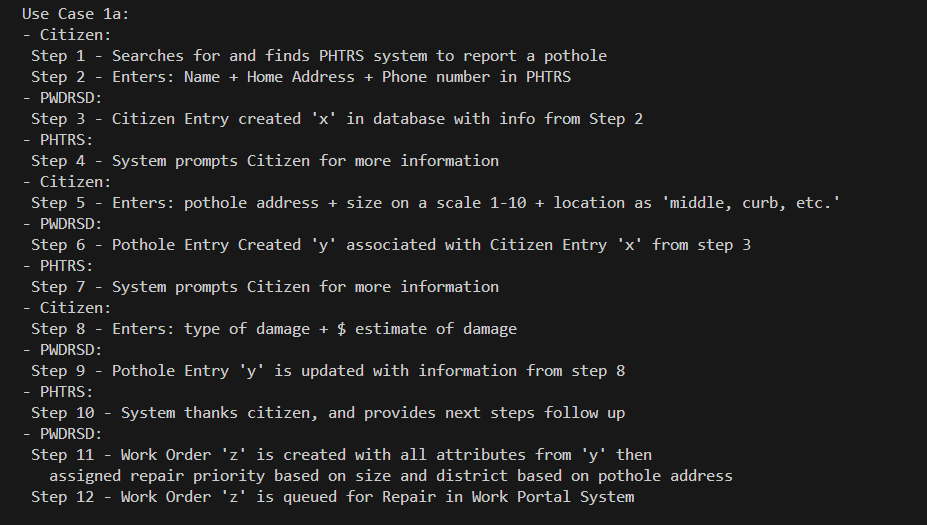 Use Case 1a:
- Citizen:
Step 1 - Searches for and finds PHTRS system to report a pothole
Step 2 - Enters: Name + Home Address + Phone number in PHTRS
- PWDRSD:
Step 3 - Citizen Entry created 'x' in database with info from Step 2
- PHTRS:
Step 4 - System prompts Citizen for more information
- Citizen:
Step 5 - Enters: pothole address + size on a scale 1-10 + location as 'middle, curb, etc.'
- PWDRSD:
Step 6 - Pothole Entry Created 'y' associated with Citizen Entry 'x' from step 3
- PHTRS:
Step 7 - System prompts Citizen for more information
- Citizen:
Step 8 - Enters: type of damage + $ estimate of damage
- PWDRSD:
Step 9 - Pothole Entry 'y' is updated with information from step 8
- PHTRS:
Step 10 - System thanks citizen, and provides next steps follow up
- PWDRSD:
Step 11 - Work Order 'z' is created with all attributes from 'y' then
assigned repair priority based on size and district based on pothole address
Step 12 - Work Order 'z' is queued for Repair in Work Portal System